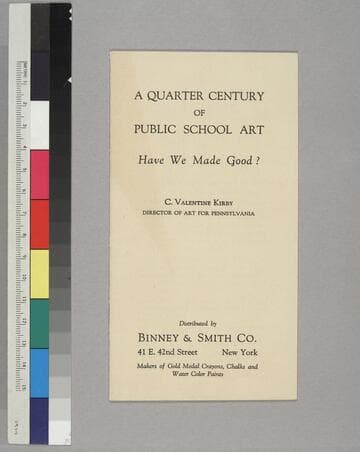 A QUARTER CENTURY
OF
PUBLIC SCHOOL ART
Have We Made Good?
C. Valentine Kirby
DIRECTOR OF ART FOR PENNSYLVANIA
Distributed by
Binney & Smith Co.
41 E. 42nd Street New York
Makers of Gold Medal Crayons, Chalks and
Water Color Paints